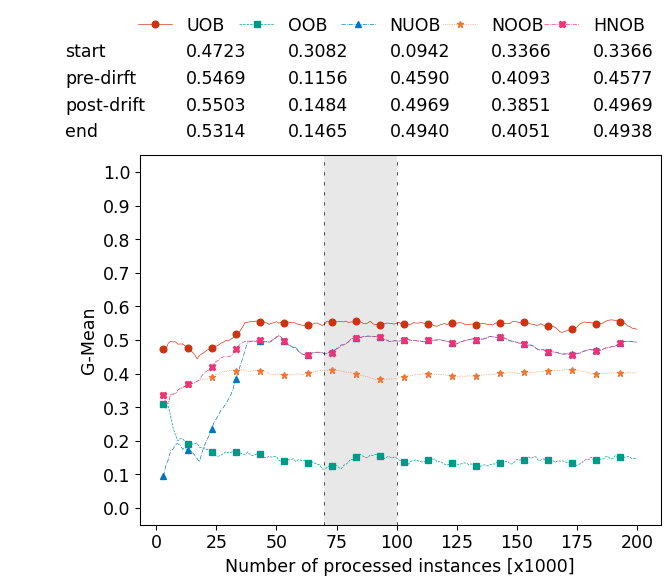 UOB OOB NUOB NOOB HNOB
start 0.4723 0.3082 0.0942 0.3366 0.3366
pre-dirft 0.5469 0.1156 0.4590 0.4093 0.4577
post-drift 0.5503 0.1484 0.4969 0.3851 0.4969
end 0.5314 0.1465 0.4940 0.4051 0.4938
1.0
0.9
0.8
0.7
0.6
0.5
0.4
0.3
0.2
0.1
0.0
G-Mean
0 25 50 75 100 125 150 175 200
Number of processed instances [x1000]